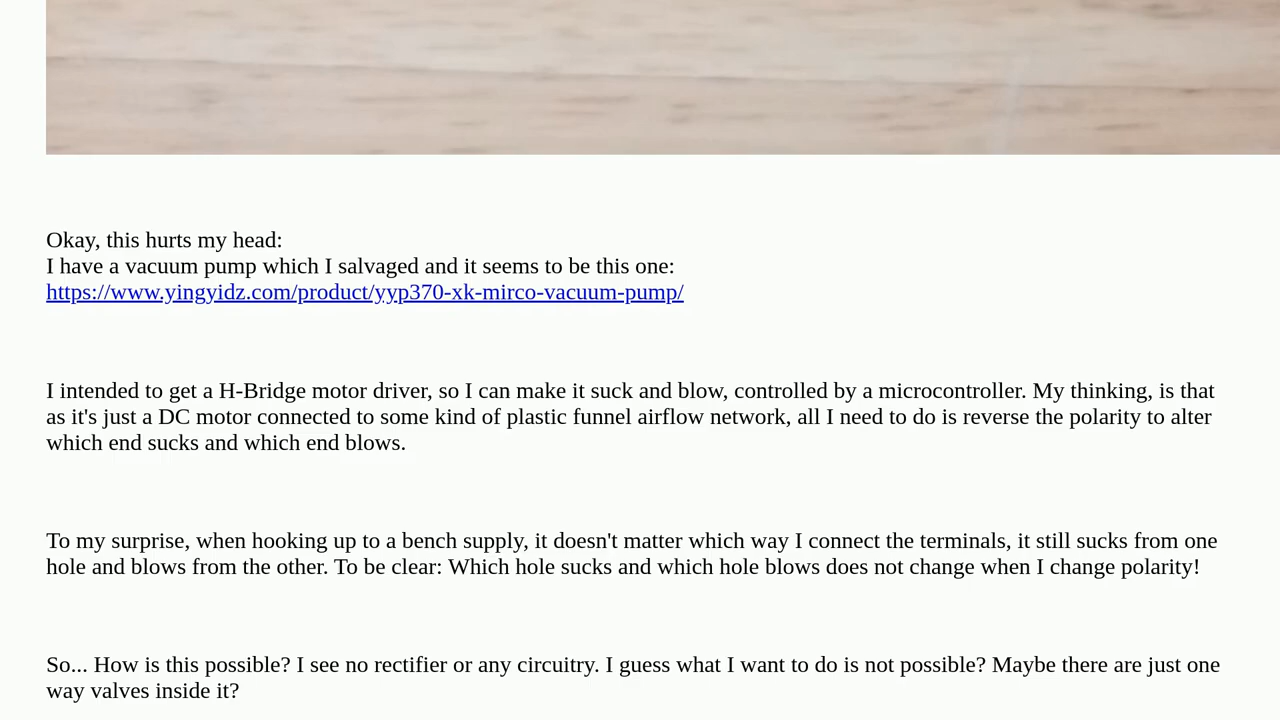 Okay, this hurts my head:
I have a vacuum pump which I salvaged and it seems to be this one:
https://www.yingyidz.com/product/yyp370-xk-mirco-vacuum-pump/
I intended to get a H-Bridge motor driver, so I can make it suck and blow, controlled by a microcontroller. My thinking, is that
as it's just a DC motor connected to some kind of plastic funnel airflow network, all I need to do is reverse the polarity to alter
which end sucks and which end blows.
To my surprise, when hooking up to a bench supply, it doesn't matter which way I connect the terminals, it still sucks from one
hole and blows from the other. To be clear: Which hole sucks and which hole blows does not change when I change polarity!
So... How is this possible? I see no rectifier or any circuitry. I guess what I want to do is not possible? Maybe there are just one
way valves inside it?